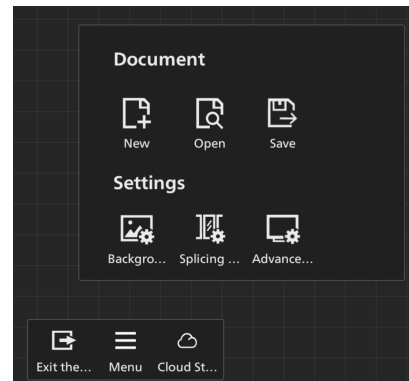 Document
New Open Save
Settings
Backgro... Splicing ... Advance...
Exit the... Menu Cloud St...